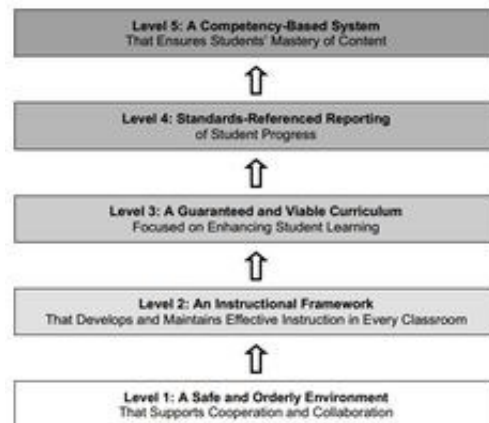 Level 5: A Competency-Based System
That Ensures Students' Mastery of Content
Level 4: Standards-Referenced Reporting
of Student Progress
Level 3: A Guaranteed and Viable Curriculum
Focused on Enhancing Student Learning
Level 2: An Instructional Framework
That Develops and Maintains Effective Instruction in Every Classroom
Level 1: A Safe and Orderly Environment
That Supports Cooperation and Collaboration